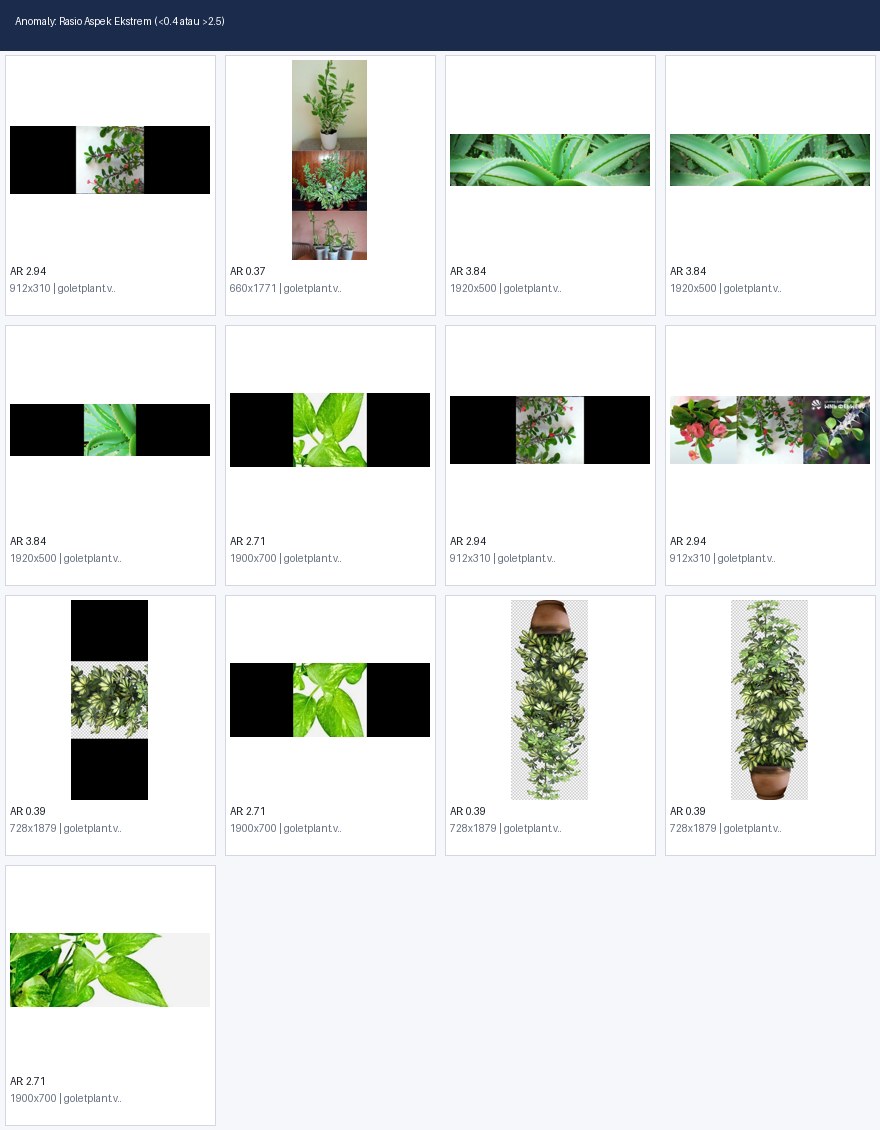 Anomaly: Rasio Aspek Ekstrem (<0.4 atau >2.5)
AR: 2.94
912x310 | goletplant.v..
AR: 0.37
660x1771 | goletplant.v..
AR: 3.84
1920x500 | goletplant.v..
AR: 3.84
1920x500 | goletplant.v..
AR: 3.84
1920x500 | goletplant.v..
AR: 2.71
1900x700 | goletplant.v..
AR: 2.94
912x310 | goletplant.v..
AR: 2.94
912x310 | goletplant.v..
AR: 0.39
728x1879 | goletplant.v..
AR: 2.71
1900x700 | goletplant.v..
AR: 0.39
728x1879 | goletplant.v..
AR: 0.39
728x1879 | goletplant.v..
AR: 2.71
1900x700 | goletplant.v..